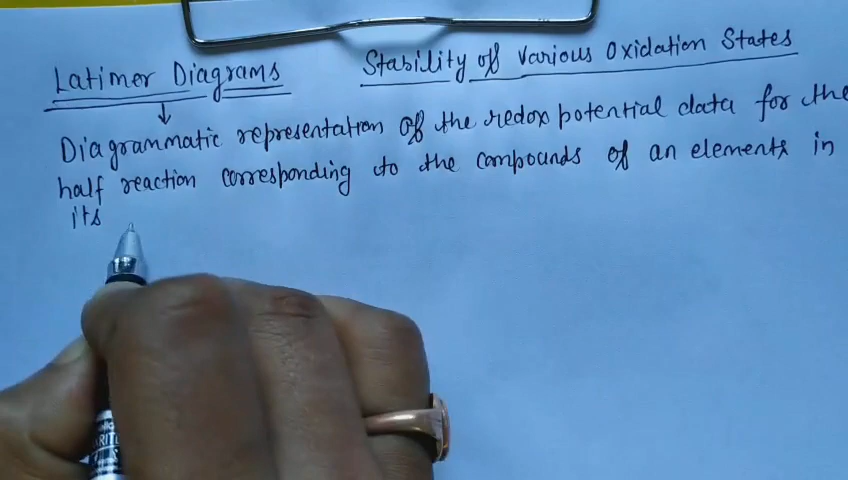 Latimer Diagrams Stability of Various Oxidation States
Diagrammatic representation of the redox potential data for the
half reaction corresponding to the compounds of an elements in
its